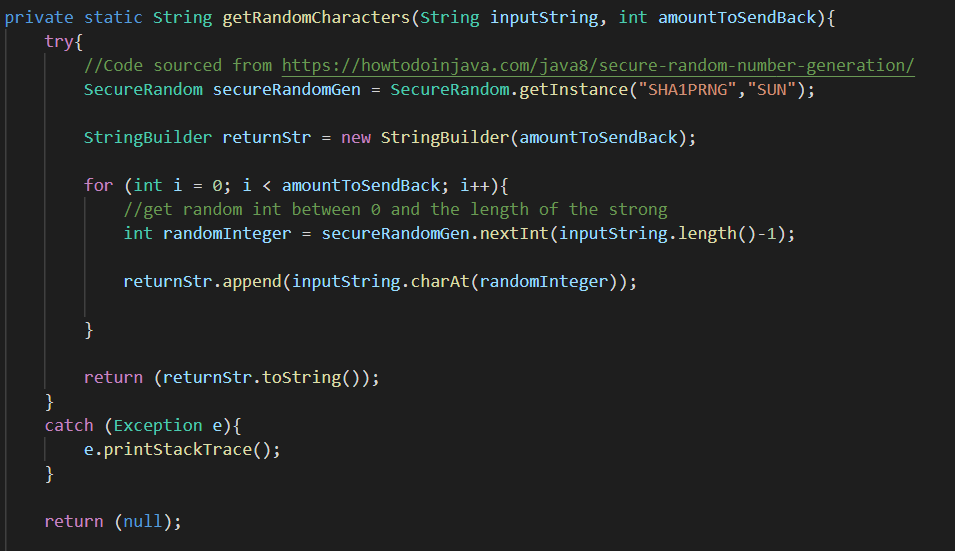 private static String getRandomCharacters(String inputString, int amountToSendBack){
try{
//Code sourced from https://howtodoinjava.com/java8/secure-random-number-generation/
SecureRandom secureRandomGen = SecureRandom.getInstance("SHA1PRNG","SUN");
StringBuilder returnStr = new StringBuilder(amountToSendBack);
for (int i = 0; i < amountToSendBack; i++){
//get random int between 0 and the length of the strong
int randomInteger = secureRandomGen.nextInt(inputString.length()-1);
returnStr.append(inputString.charAt(randomInteger));
}
return (returnStr.toString());
}
catch (Exception e){
e.printStackTrace();
}
return (null);